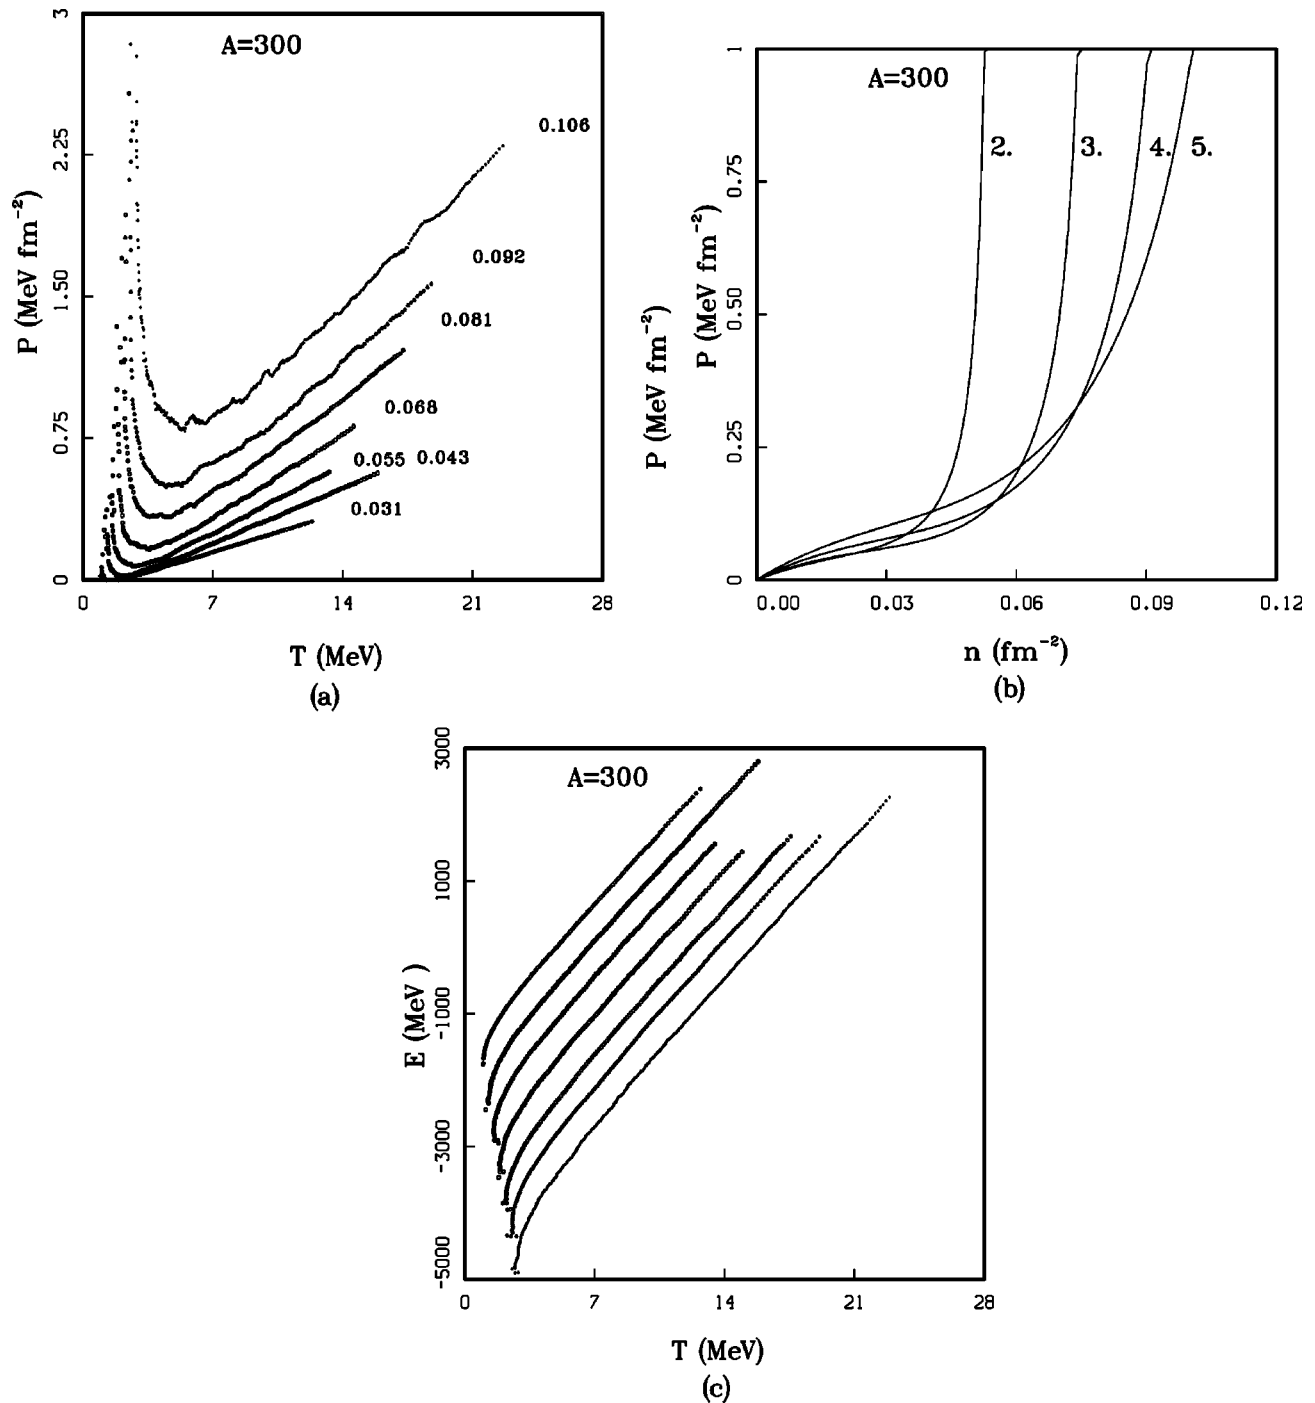 A=300
3
2.25
1.50
0.75
0
P (MeV fm⁻²)
0.106
0.092
0.081
0.068
0.055 0.043
0.031
0 7 14 21 28
T (MeV)
(a)
A=300
1
0.75
0.50
0.25
0
P (MeV fm⁻²)
P (MeV fm⁻²)
2. 3. 4. 5.
0.00 0.03 0.06 0.09 0.12
n (fm⁻²)
(b)
A=300
3000
1000
-1000
-3000
-5000
E (MeV )
0 7 14 21 28
T (MeV)
(c)